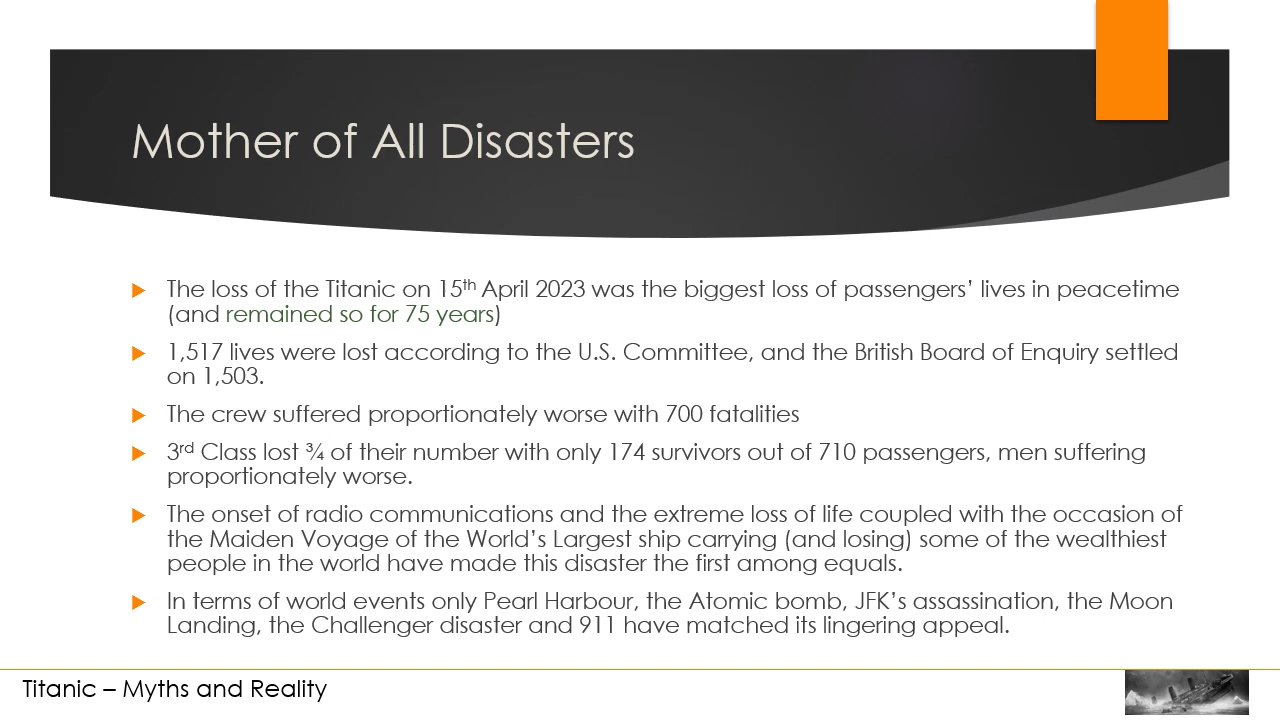 Mother of All Disasters
The loss of the Titanic on 15th April 2023 was the biggest loss of passengers’ lives in peacetime
(and remained so for 75 years)
1,517 lives were lost according to the U.S. Committee, and the British Board of Enquiry settled
on 1,503.
The crew suffered proportionately worse with 700 fatalities
3rd Class lost ¾ of their number with only 174 survivors out of 710 passengers, men suffering
proportionately worse.
The onset of radio communications and the extreme loss of life coupled with the occasion of
the Maiden Voyage of the World’s Largest ship carrying (and losing) some of the wealthiest
people in the world have made this disaster the first among equals.
In terms of world events only Pearl Harbour, the Atomic bomb, JFK’s assassination, the Moon
Landing, the Challenger disaster and 911 have matched its lingering appeal.
Titanic – Myths and Reality